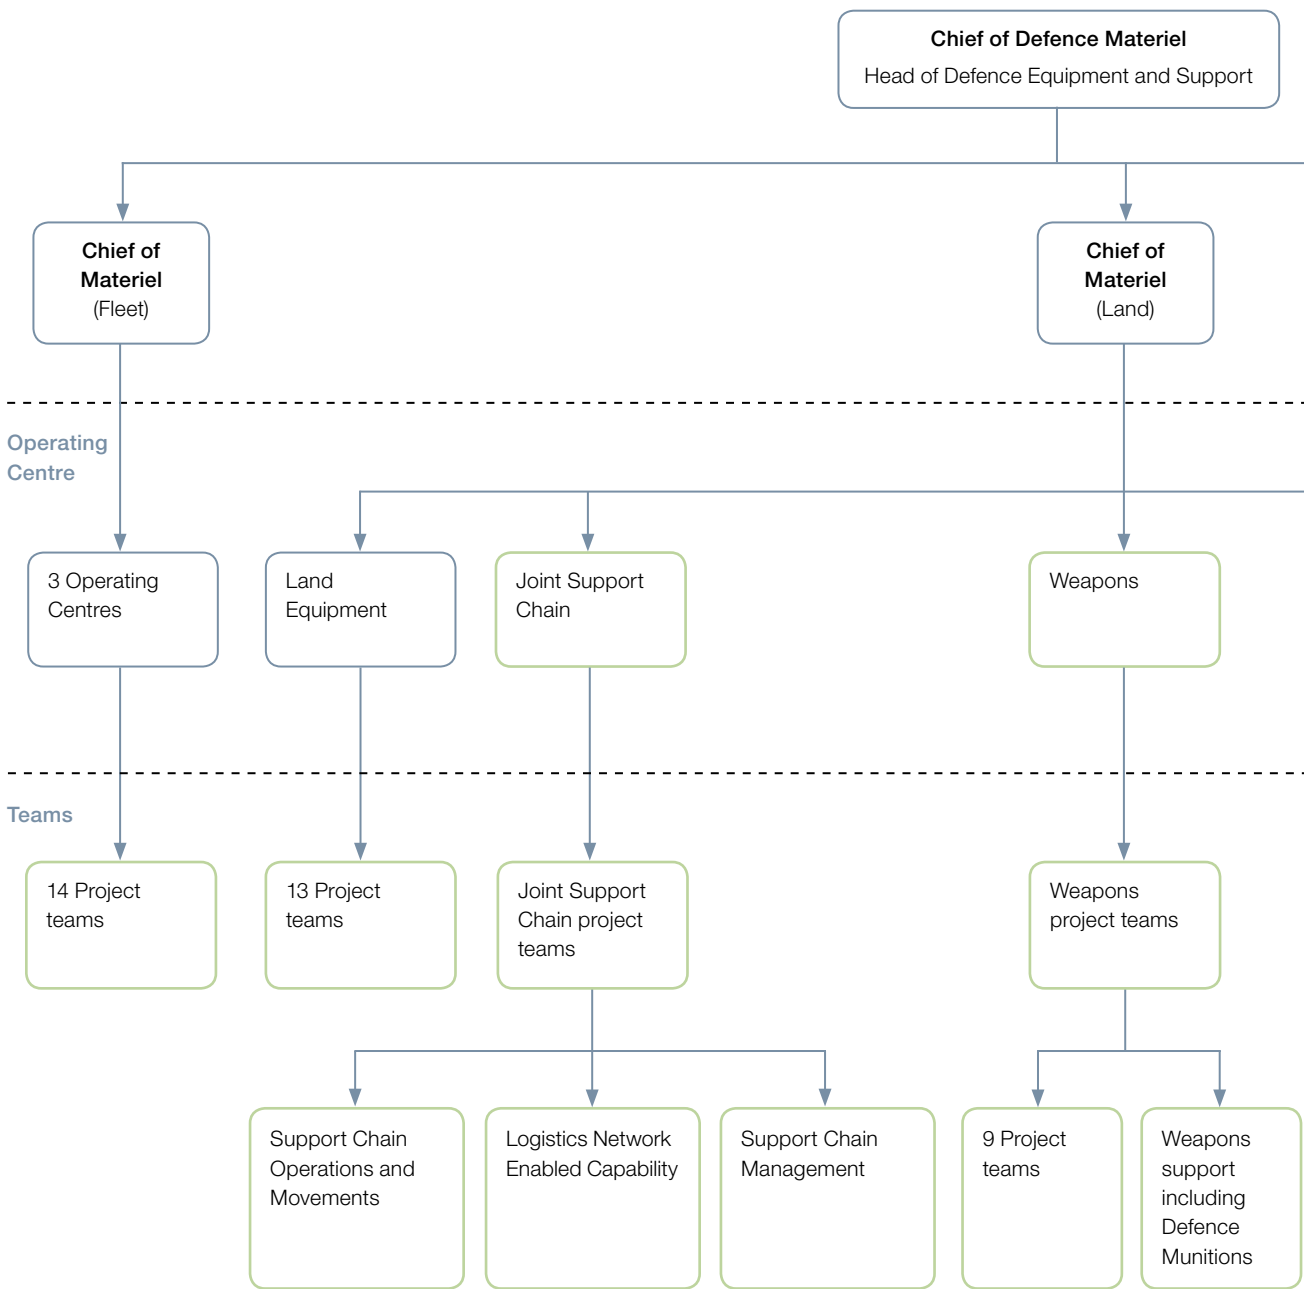 Chief of Defence Materiel
Head of Defence Equipment and Support
Chief of
Materiel
(Fleet)
Chief of
Materiel
(Land)
Operating
Centre
3 Operating
Centres
Land
Equipment
Joint Support
Chain
Weapons
Teams
14 Project
teams
13 Project
teams
Joint Support
Chain project
teams
Weapons
project teams
Support Chain
Operations and
Movements
Logistics Network
Enabled Capability
Support Chain
Management
9 Project
teams
Weapons
support
including
Defence
Munitions